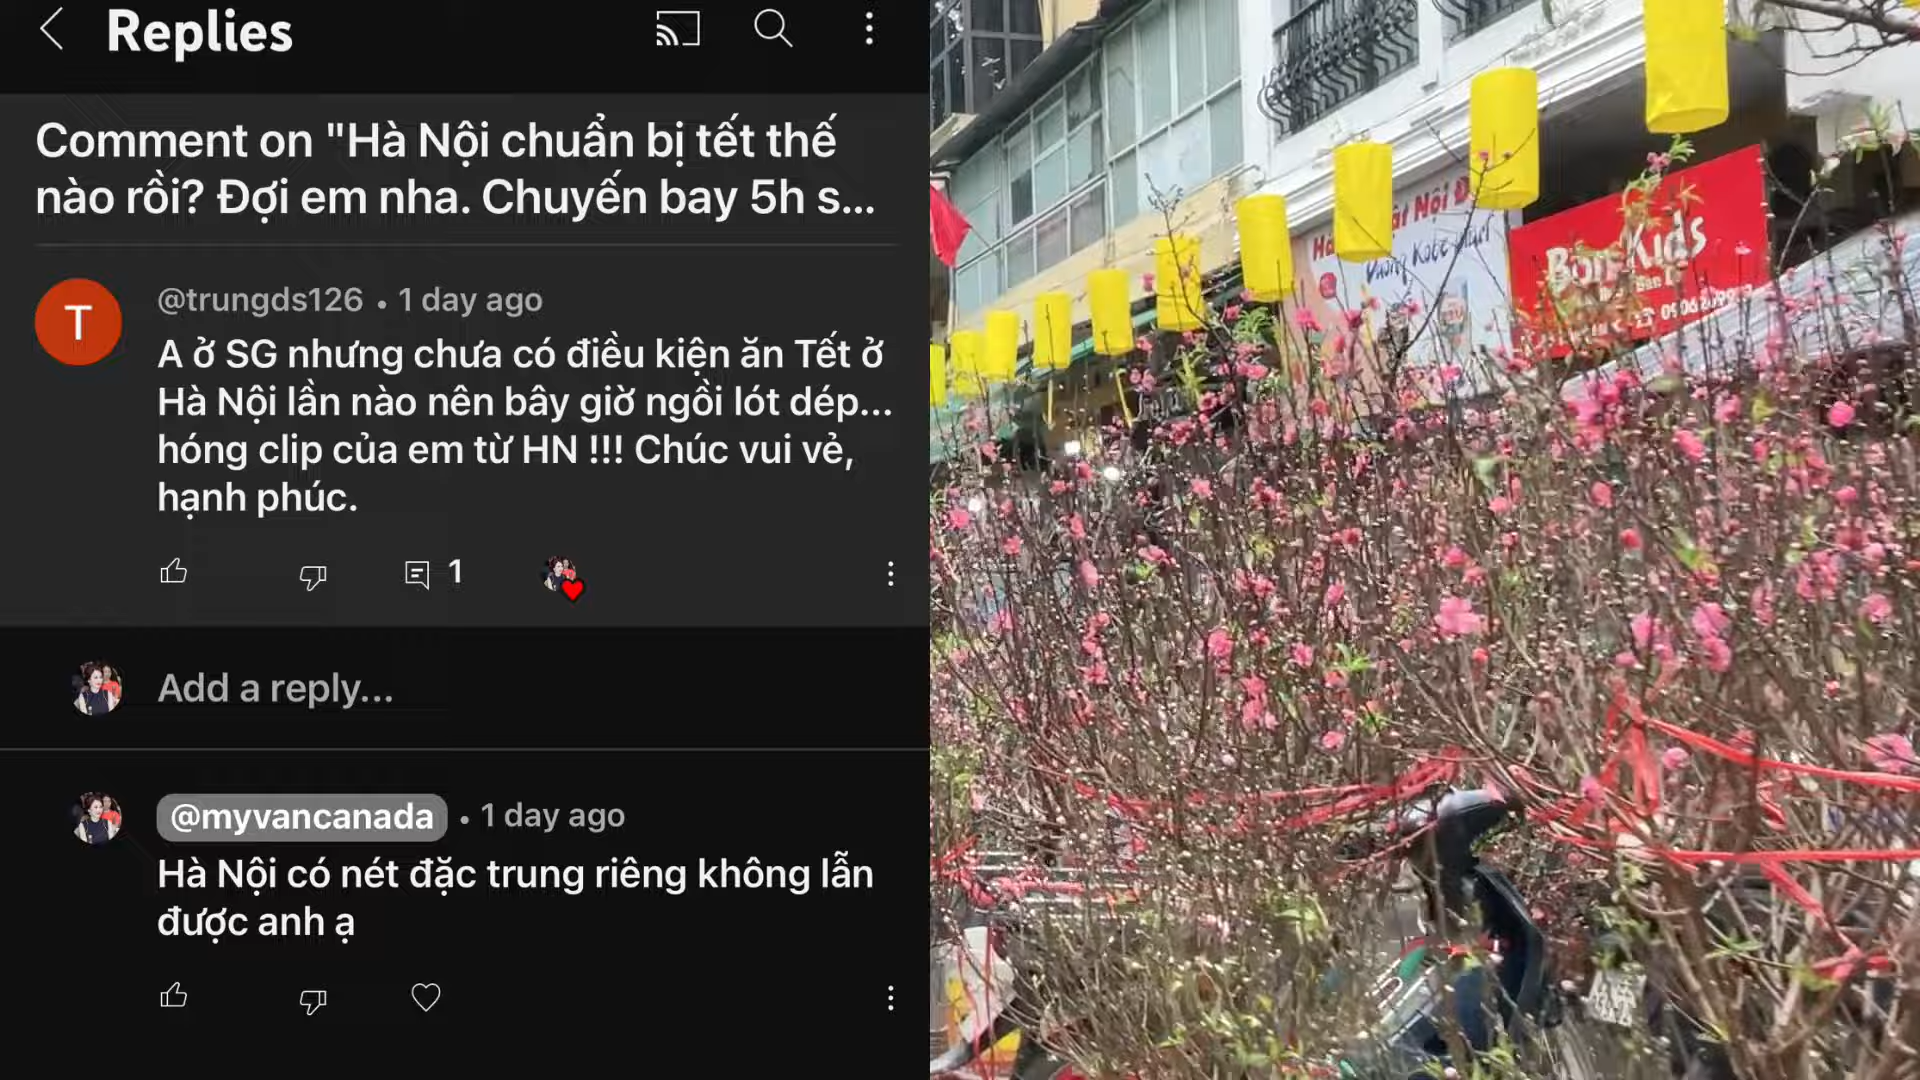 Replies
Comment on "Hà Nội chuẩn bị tết thế
nào rồi? Đợi em nha. Chuyến bay 5h s...
T
@trungds126 • 1 day ago
A ở SG nhưng chưa có điều kiện ăn Tết ở
Hà Nội lần nào nên bây giờ ngồi lót dép...
hóng clip của em từ HN !!! Chúc vui vẻ,
hạnh phúc.
1
Add a reply...
@myvancanada • 1 day ago
Hà Nội có nét đặc trưng riêng không lẫn
được anh ạ
Nội
Bon Kids